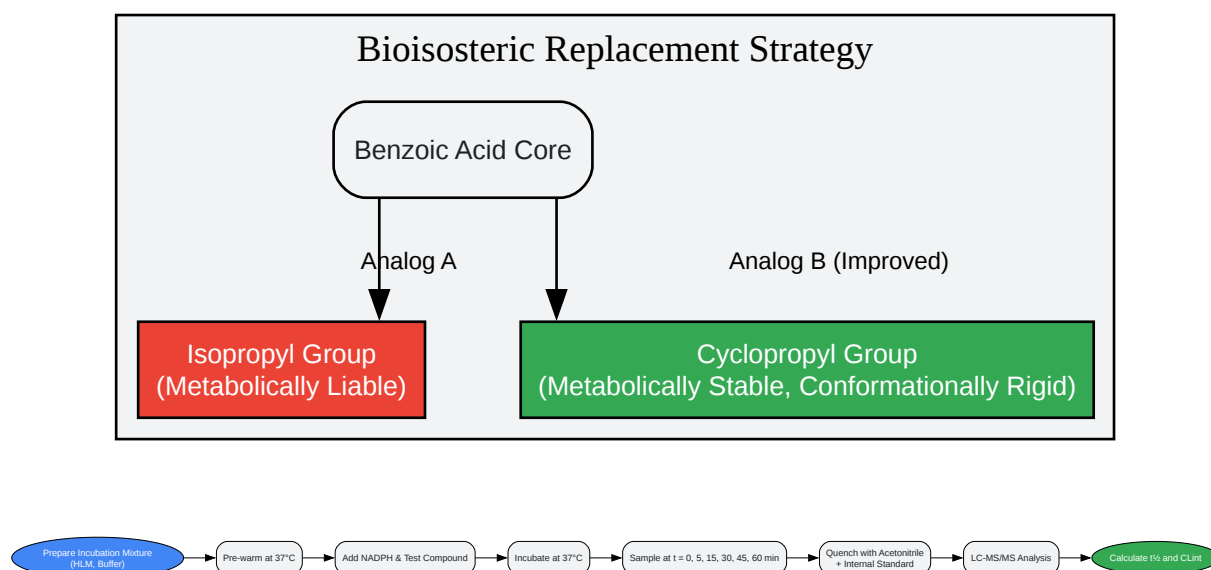 Bioisosteric Replacement Strategy
Benzoic Acid Core
Analog A
Analog B (Improved)
Isopropyl Group
(Metabolically Liable)
Cyclopropyl Group
(Metabolically Stable, Conformationally Rigid)
Prepare Incubation Mixture
(HLM, Buffer)
Pre-warm at 37°C
Add NADPH & Test Compound
Incubate at 37°C
Sample at t = 0, 5, 15, 30, 45, 60 min
Quench with Acetonitrile
+ Internal Standard
LC-MS/MS Analysis
Calculate t½ and CLint